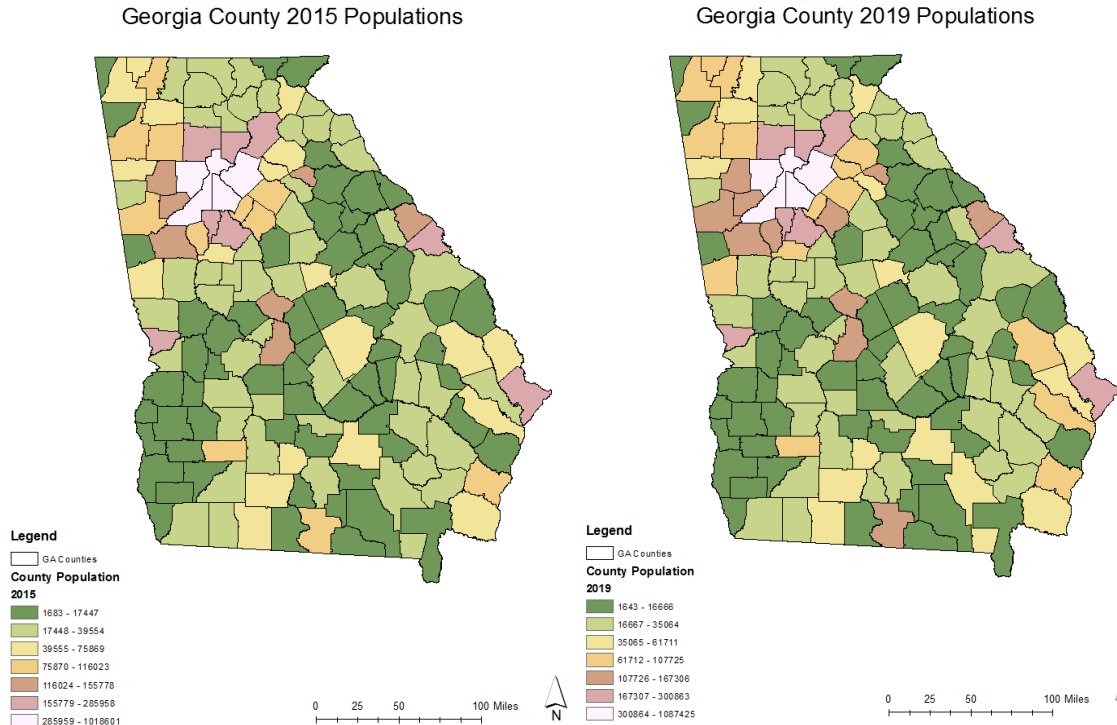 Georgia County 2015 Populations
Georgia County 2019 Populations
Legend
GA Counties
County Population
2015
1683 - 17447
17448 - 39554
39555 - 75869
75870 - 116023
116024 - 155778
155779 - 285958
285959 - 1018601
0 25 50 100 Miles
N
Legend
GA Counties
County Population
2019
1643 - 16666
16667 - 35064
35065 - 61711
61712 - 107725
107726 - 167306
167307 - 300863
300864 - 1087425
0 25 50 100 Miles